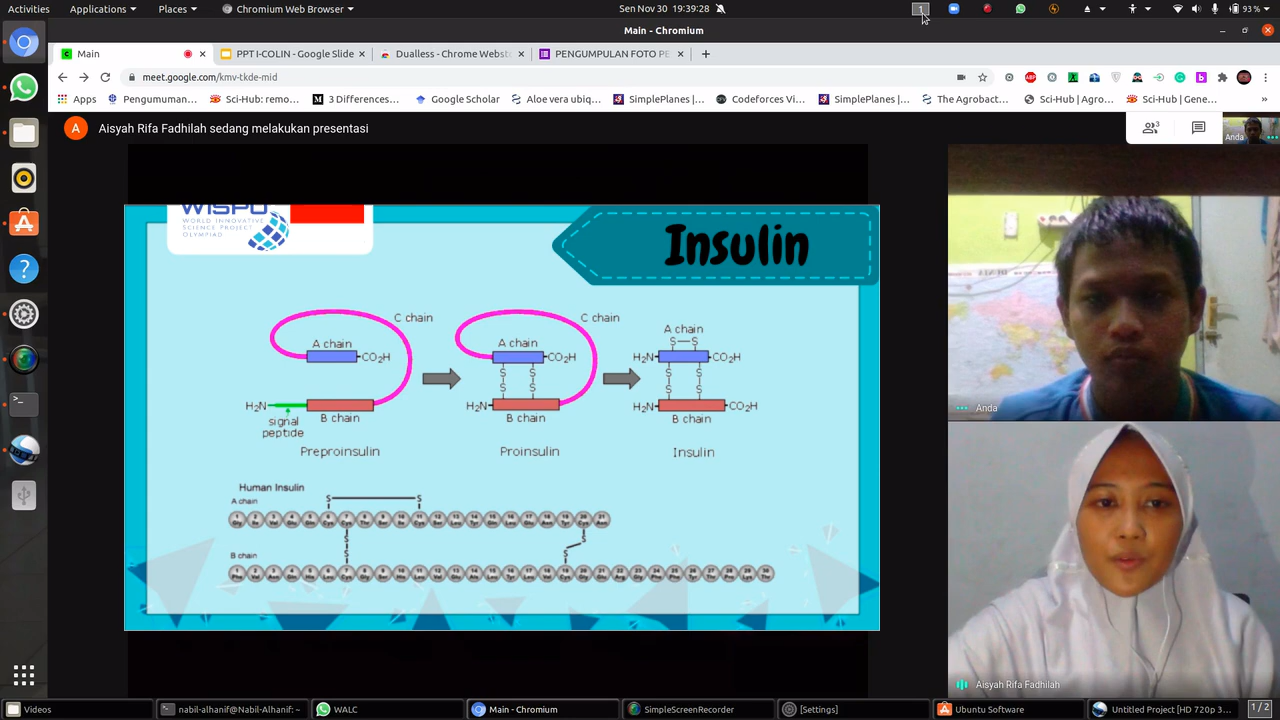 Activities Applications Places Chromium Web Browser Sen Nov 30 19:39:28 1 93%
Main - Chromium
Main PPT I-COLIN - Google Slide Dualless - Chrome Webst PENGUMPULAN FOTO PE
meet.google.com/kmv-tkde-mid
Apps Pengumuman... Sci-Hub: remo... 3 Differences... Google Scholar Aloe vera ubiq... SimplePlanes |... Codeforces Vi... SimplePlanes |... The Agrobact... Sci-Hub | Agro... Sci-Hub | Gene... »
A Aisyah Rifa Fadhilah sedang melakukan presentasi
3
Anda
WISPO
WORLD INNOVATIVE
SCIENCE PROJECT
OLYMPIAD
Insulin
C chain
A chain
CO2H
H2N
signal
peptide
B chain
Preproinsulin
C chain
A chain
CO2H
S S
S S
H2N
B chain
Proinsulin
A chain
S—S
H2N CO2H
S S
S S
H2N CO2H
B chain
Insulin
Human Insulin
A chain
S S
S
S
S
S
B chain
Anda
Aisyah Rifa Fadhilah
Videos nabil-alhanif@Nabil-Alhanif: ~ WALC Main - Chromium SimpleScreenRecorder [Settings] Ubuntu Software Untitled Project [HD 720p 3... 1 / 2